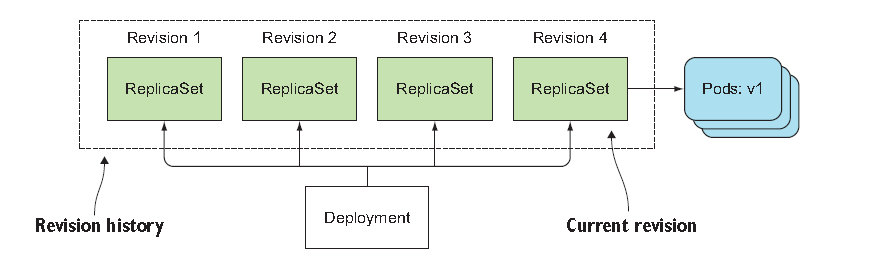 Revision 1
Revision 2
Revision 3
Revision 4
ReplicaSet
ReplicaSet
ReplicaSet
ReplicaSet
Pods: v1
Deployment
Revision history
Current revision